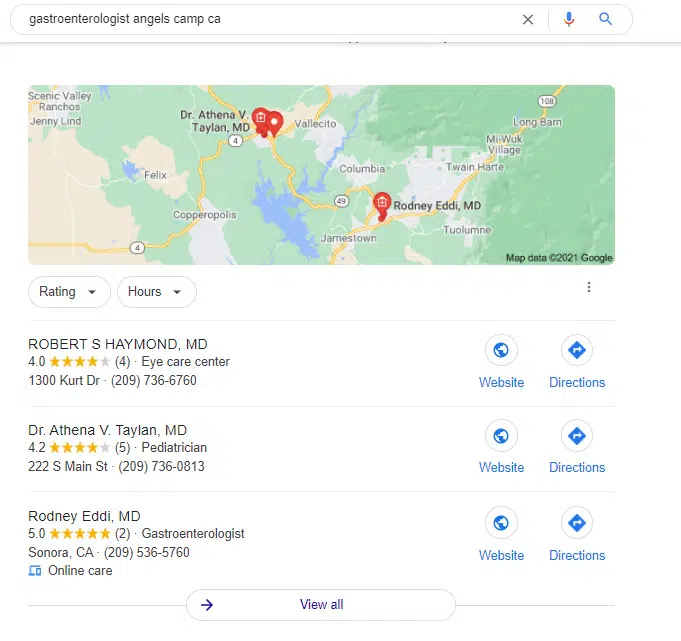 gastroenterologist angels camp ca
Scenic Valley
Ranchos
Jenny Lind
Dr. Athena V.
Taylan, MD
4
Vallecito
108
Long Barn
Mi-Wuk
Village
Twain Harte
Columbia
Felix
49
Rodney Eddi, MD
Copperopolis
Tuolumne
Jamestown
4
Map data ©2021 Google
Rating
Hours
ROBERT S HAYMOND, MD
4.0 ★★★★★ (4) · Eye care center
1300 Kurt Dr · (209) 736-6760
Website
Directions
Dr. Athena V. Taylan, MD
4.2 ★★★★★ (5) · Pediatrician
222 S Main St · (209) 736-0813
Website
Directions
Rodney Eddi, MD
5.0 ★★★★★ (2) · Gastroenterologist
Sonora, CA · (209) 536-5760
Online care
Website
Directions
View all